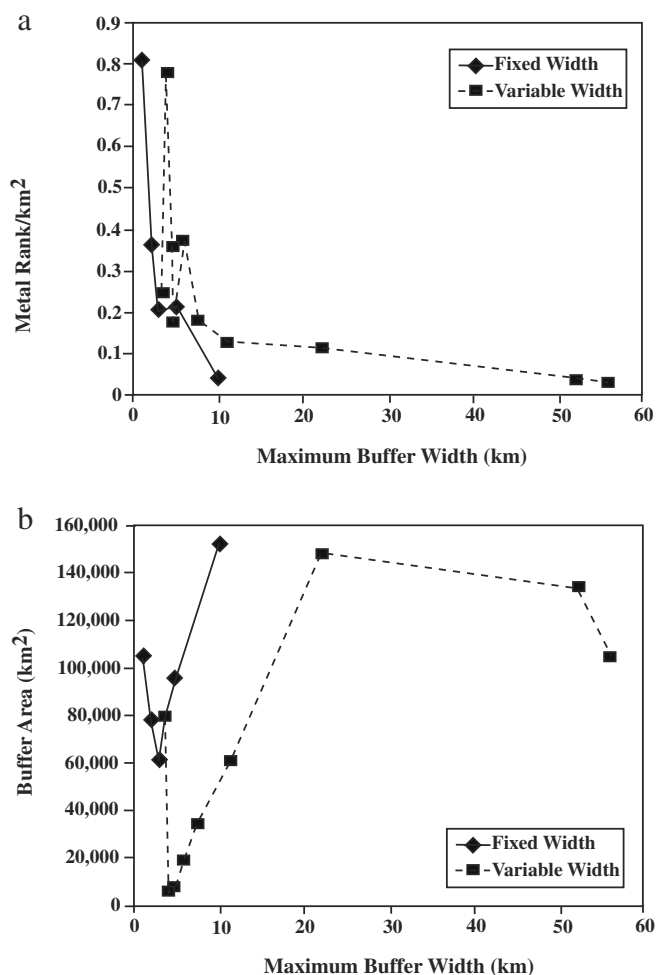 a
0.9
0.8
0.7
0.6
0.5
0.4
0.3
0.2
0.1
0
Metal Rank/km²
Fixed Width
Variable Width
0 10 20 30 40 50 60
Maximum Buffer Width (km)
b
160,000
140,000
120,000
100,000
80,000
60,000
40,000
20,000
0
Buffer Area (km²)
Fixed Width
Variable Width
0 10 20 30 40 50 60
Maximum Buffer Width (km)